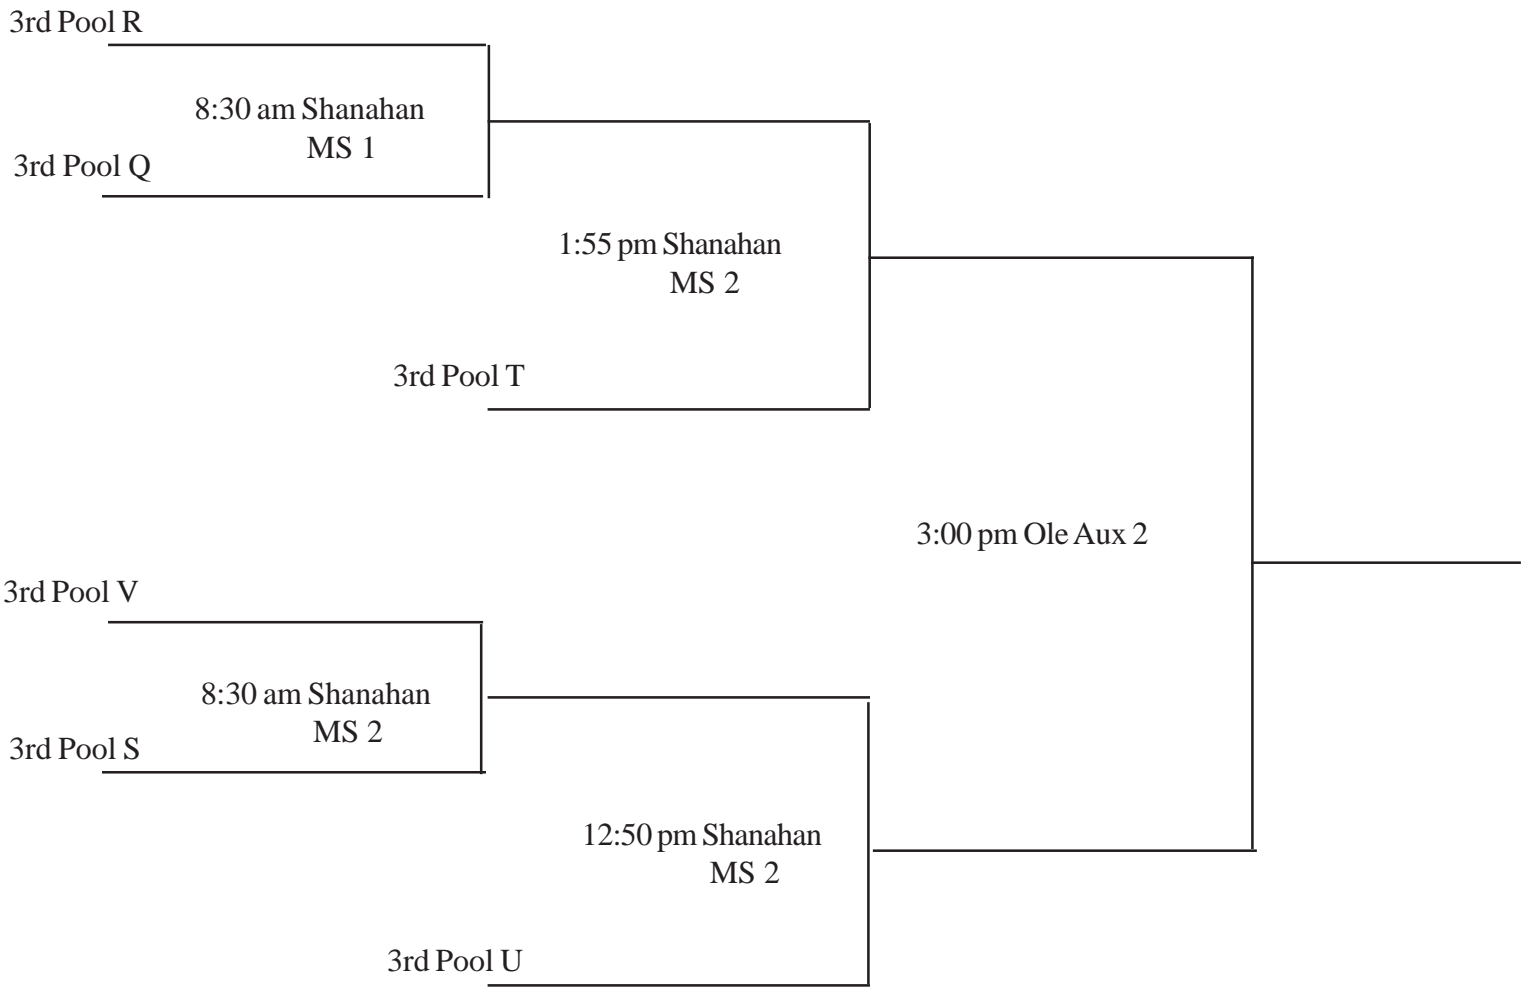 3rd Pool R
8:30 am Shanahan
MS 1
3rd Pool Q
1:55 pm Shanahan
MS 2
3rd Pool T
3:00 pm Ole Aux 2
3rd Pool V
8:30 am Shanahan
MS 2
3rd Pool S
12:50 pm Shanahan
MS 2
3rd Pool U